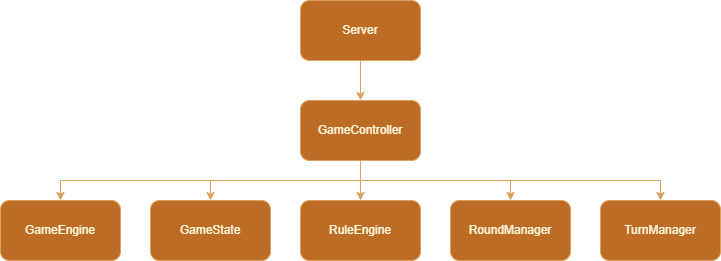 Server
GameController
GameEngine
GameState
RuleEngine
RoundManager
TurnManager